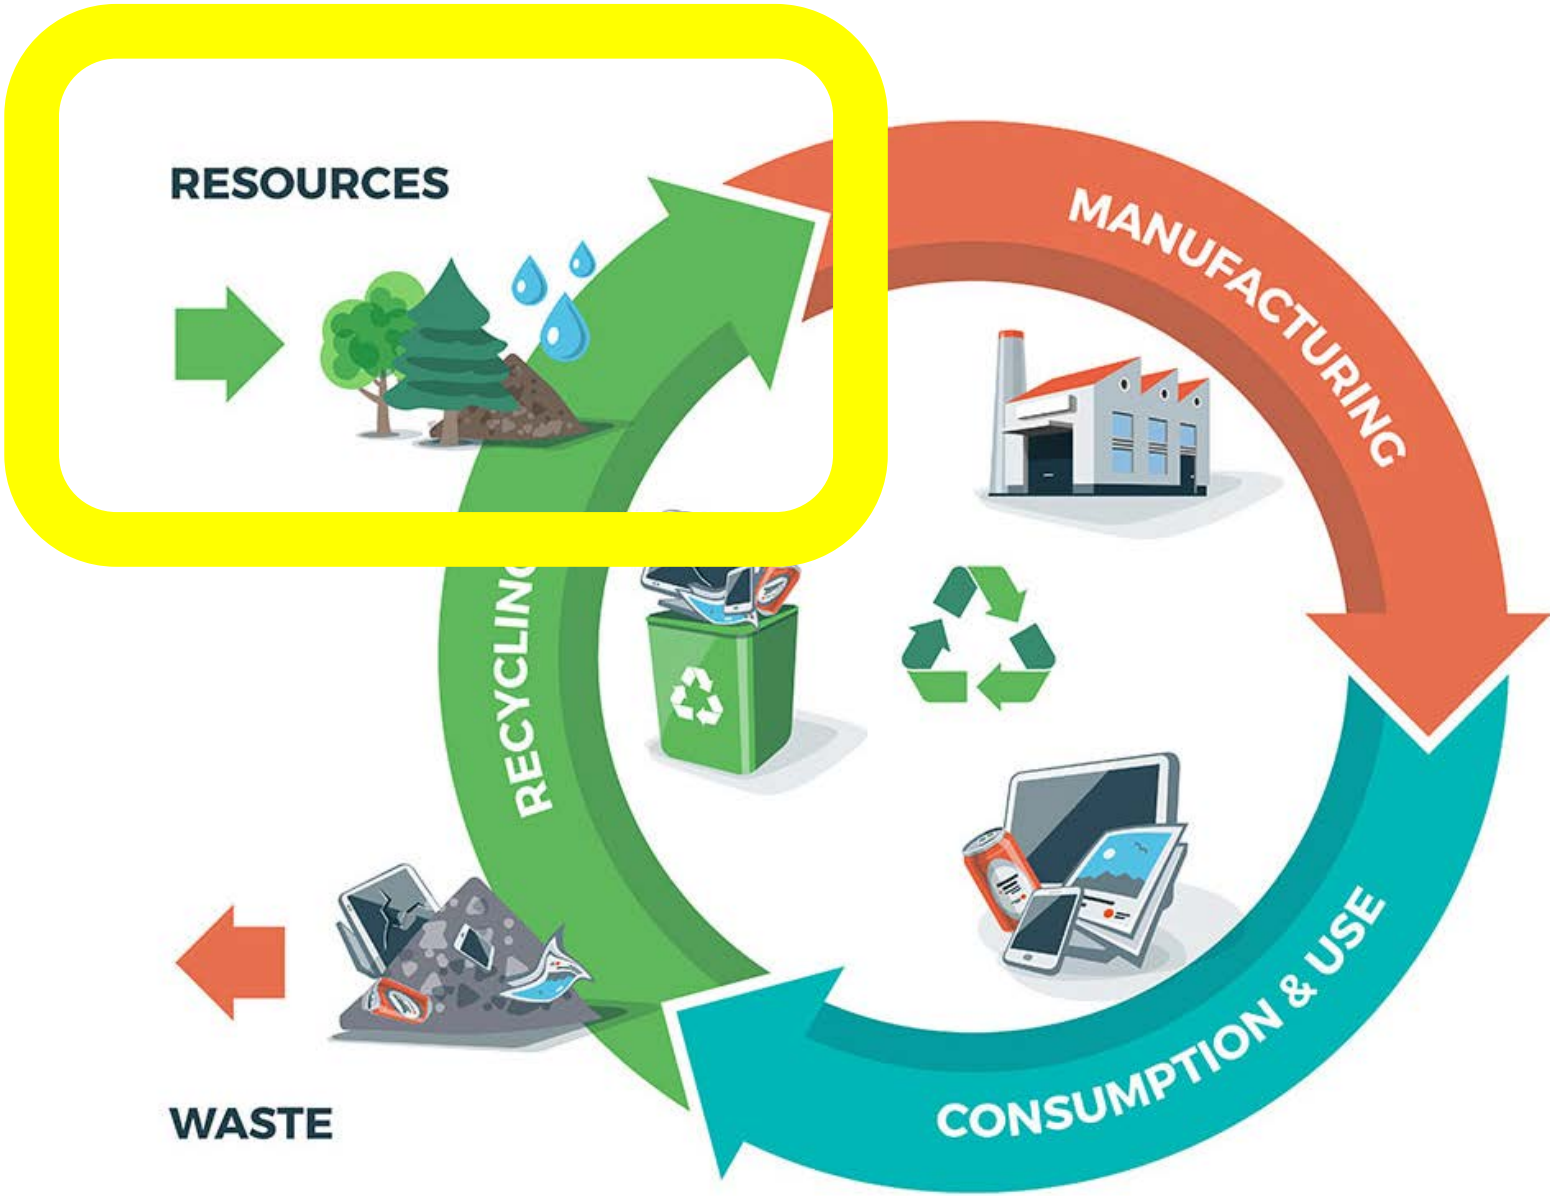 RESOURCES
MANUFACTURING
RECYCLING
CONSUMPTION & USE
WASTE